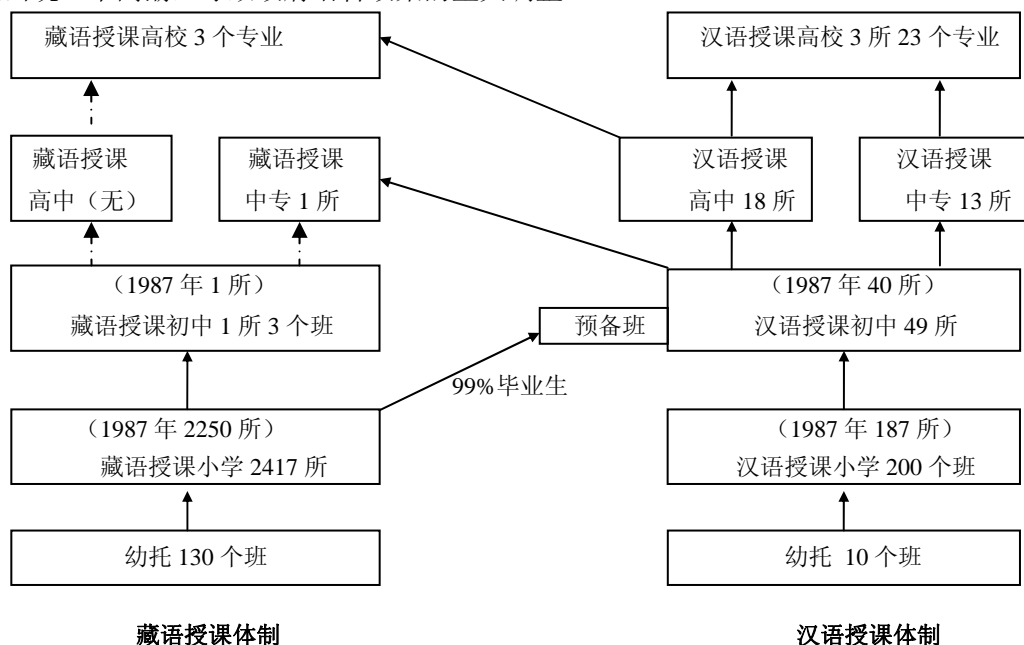 藏语授课高校 3 个专业
汉语授课高校 3 所 23 个专业
藏语授课
高中（无）
藏语授课
中专 1 所
汉语授课
高中 18 所
汉语授课
中专 13 所
（1987 年 1 所）
藏语授课初中 1 所 3 个班
预备班
（1987 年 40 所）
汉语授课初中 49 所
99%毕业生
（1987 年 2250 所）
藏语授课小学 2417 所
（1987 年 187 所）
汉语授课小学 200 个班
幼托 130 个班
幼托 10 个班
藏语授课体制
汉语授课体制